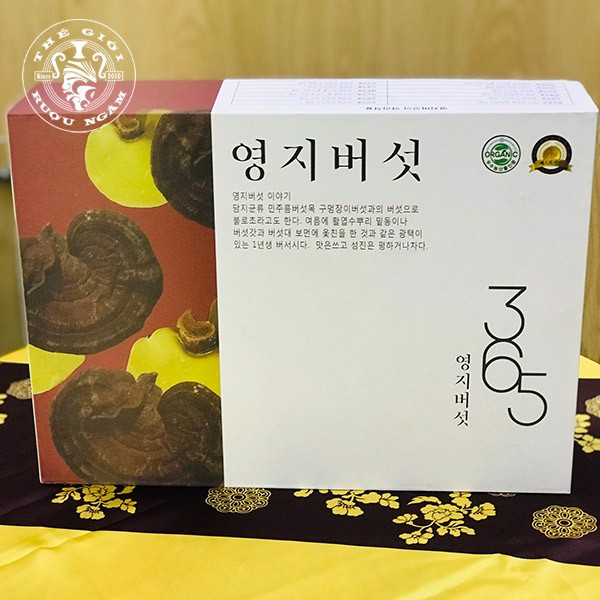 THẾ GIỚI
Since 2010
RƯỢU NGÂM
영지버섯
ORGANIC
영지버섯 이야기
담자균류 민주름버섯목 구멍장이버섯과의 버섯으로
불로초라고도 한다. 여름에 활엽수뿌리 밑동이나
버섯갓과 버섯대 보면에 옻친을 한 것과 같은 광택이
있는 1년생 버서시다. 맛은쓰고 성진은 평하거나차다.
365
영지버섯